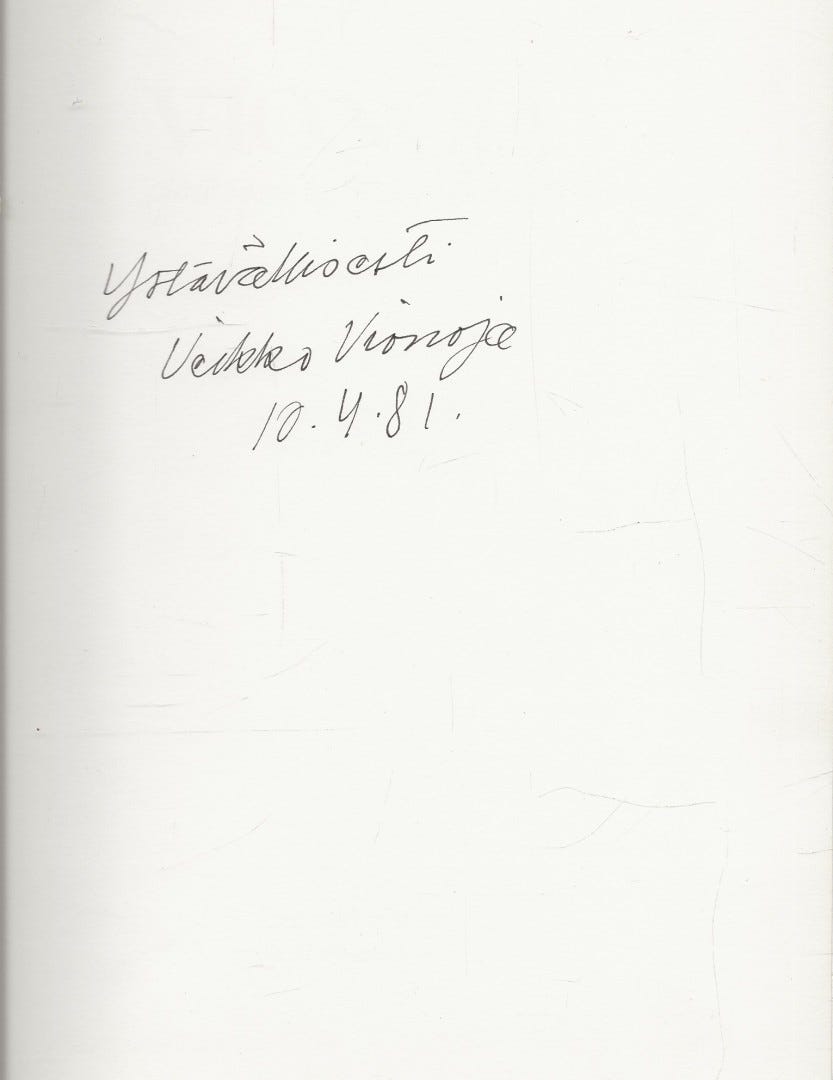 Ystävällisesti
Veikko Vionoja
10.4.81.